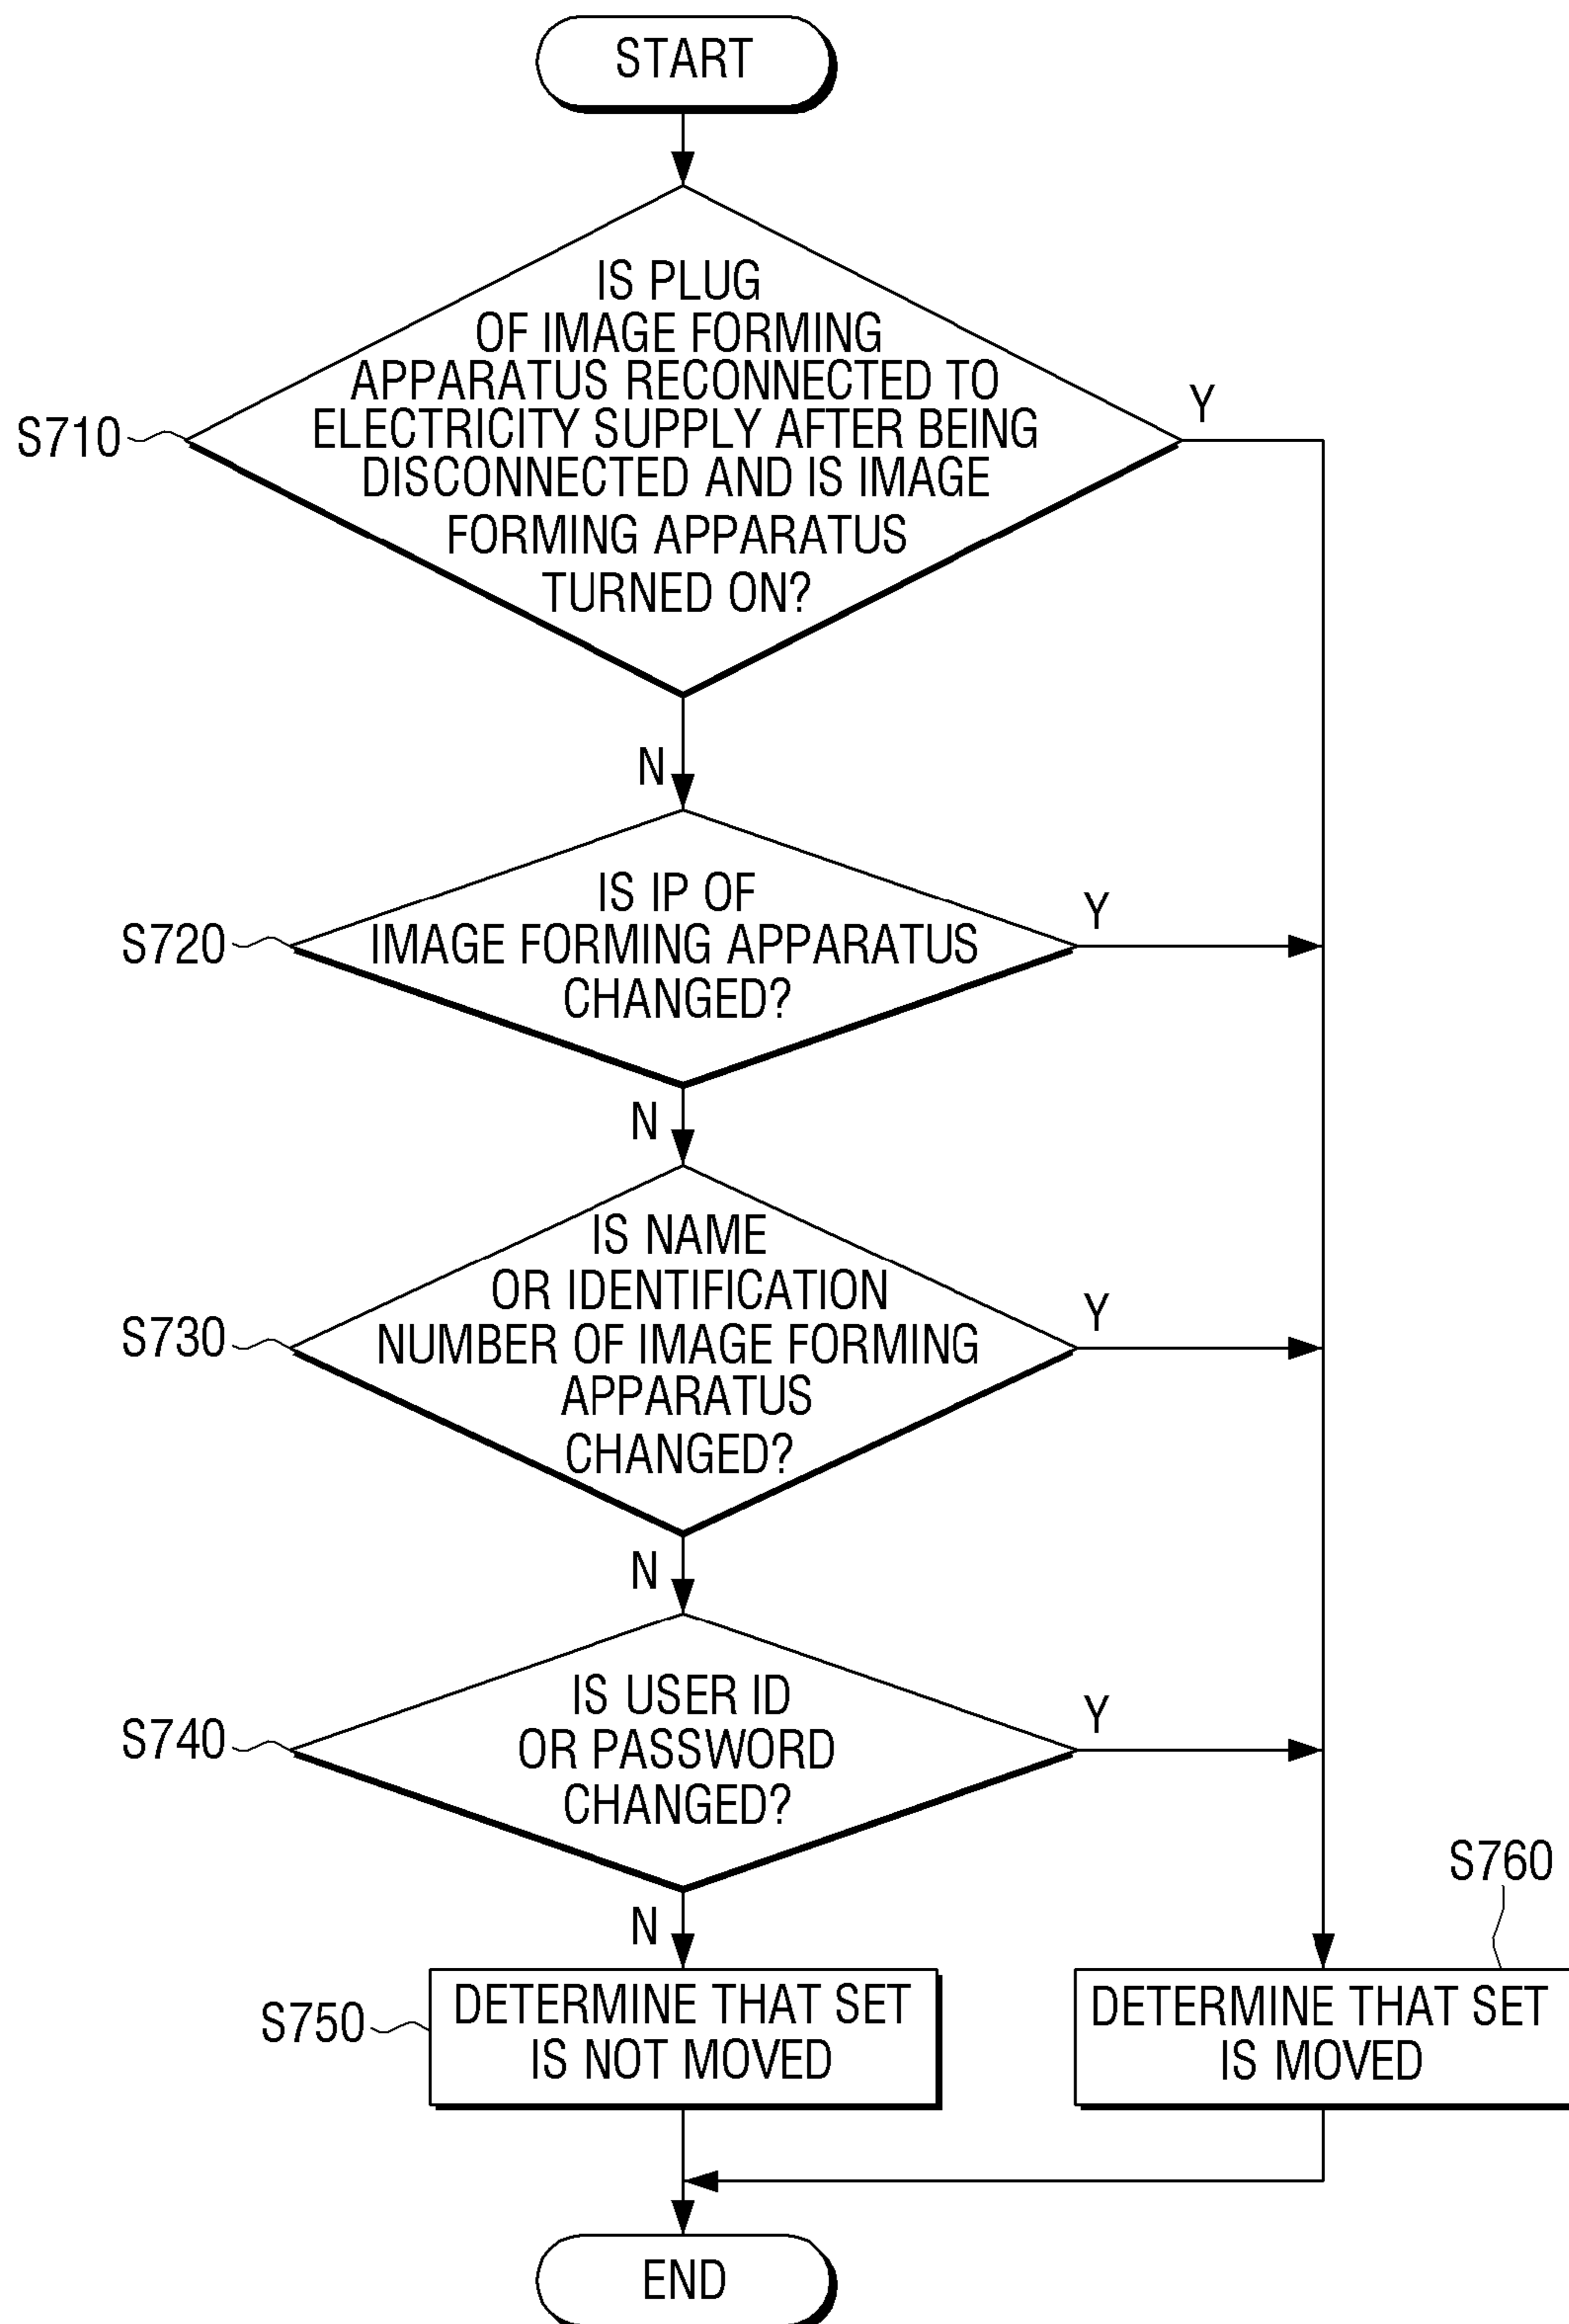 START
IS PLUG
OF IMAGE FORMING
APPARATUS RECONNECTED TO
ELECTRICITY SUPPLY AFTER BEING
DISCONNECTED AND IS IMAGE
FORMING APPARATUS
TURNED ON?
S710
Y
N
IS IP OF
IMAGE FORMING APPARATUS
CHANGED?
S720
Y
N
IS NAME
OR IDENTIFICATION
NUMBER OF IMAGE FORMING
APPARATUS
CHANGED?
S730
Y
N
IS USER ID
OR PASSWORD
CHANGED?
S740
Y
N
S750
DETERMINE THAT SET
IS NOT MOVED
S760
DETERMINE THAT SET
IS MOVED
END